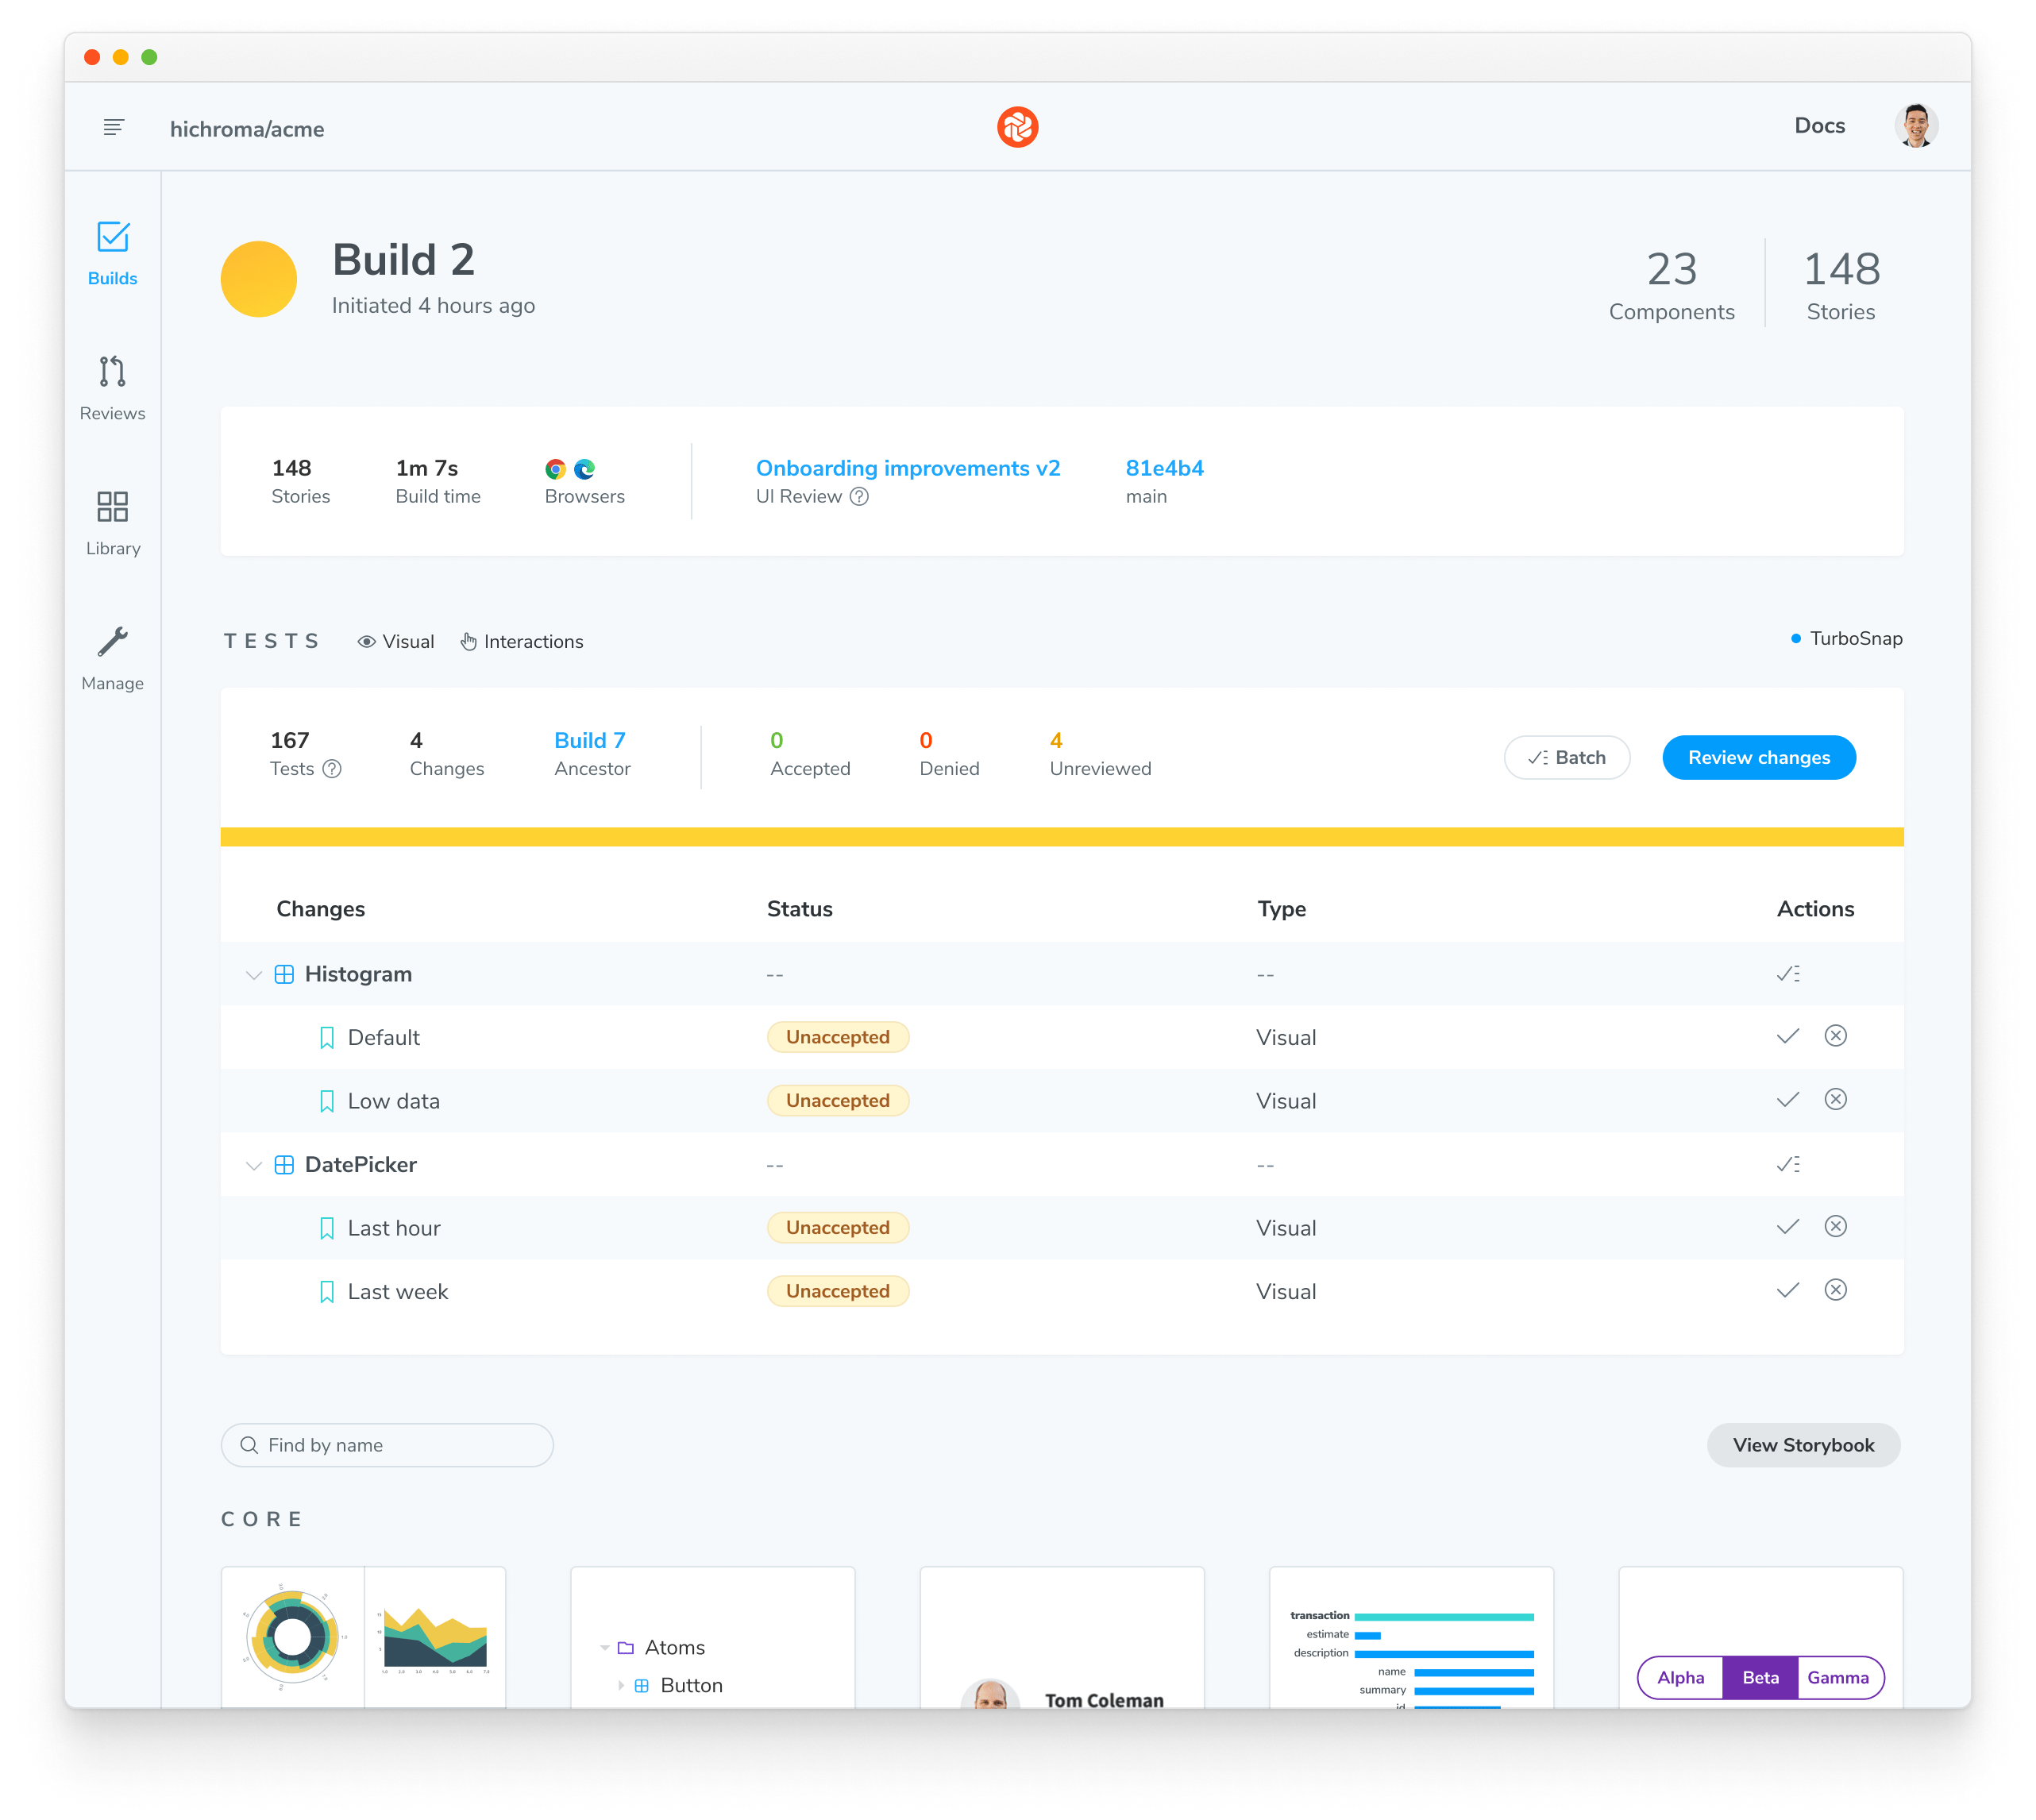 hichroma/acme
Docs
Builds
Reviews
Library
Manage
Build 2
Initiated 4 hours ago
23
Components
148
Stories
148
Stories
1m 7s
Build time
Browsers
Onboarding improvements v2
UI Review
81e4b4
main
TESTS
Visual
Interactions
TurboSnap
167
Tests
4
Changes
Build 7
Ancestor
0
Accepted
0
Denied
4
Unreviewed
Batch
Review changes
Changes Status Type Actions
Histogram -- --
Default Unaccepted Visual
Low data Unaccepted Visual
DatePicker -- --
Last hour Unaccepted Visual
Last week Unaccepted Visual
Find by name
View Storybook
CORE
Atoms
Button
Tom Coleman
transaction
estimate
description
name
summary
id
Alpha Beta Gamma